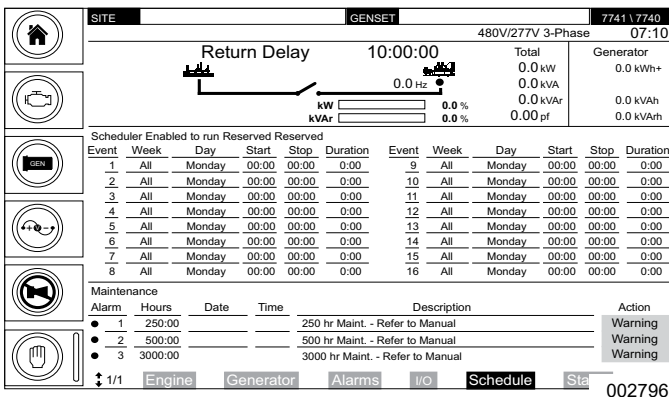 SITE GENSET 7741 \ 7740
480V/277V 3-Phase 07:10
Return Delay 10:00:00 Total Generator
0.0 kW 0.0 kWh+
0.0 Hz 0.0 kVA
kW 0.0 % 0.0 kVAr 0.0 kVAh
kVAr 0.0 % 0.00 pf 0.0 kVArh
Scheduler Enabled to run Reserved Reserved
Event Week Day Start Stop Duration Event Week Day Start Stop Duration
1 All Monday 00:00 00:00 0:00 9 All Monday 00:00 00:00 0:00
GEN
2 All Monday 00:00 00:00 0:00 10 All Monday 00:00 00:00 0:00
3 All Monday 00:00 00:00 0:00 11 All Monday 00:00 00:00 0:00
4 All Monday 00:00 00:00 0:00 12 All Monday 00:00 00:00 0:00
5 All Monday 00:00 00:00 0:00 13 All Monday 00:00 00:00 0:00
6 All Monday 00:00 00:00 0:00 14 All Monday 00:00 00:00 0:00
7 All Monday 00:00 00:00 0:00 15 All Monday 00:00 00:00 0:00
8 All Monday 00:00 00:00 0:00 16 All Monday 00:00 00:00 0:00
Maintenance
Alarm Hours Date Time Description Action
1 250:00 250 hr Maint. - Refer to Manual Warning
2 500:00 500 hr Maint. - Refer to Manual Warning
3 3000:00 3000 hr Maint. - Refer to Manual Warning
1/1 Engine Generator Alarms I/O Schedule Sta
002796